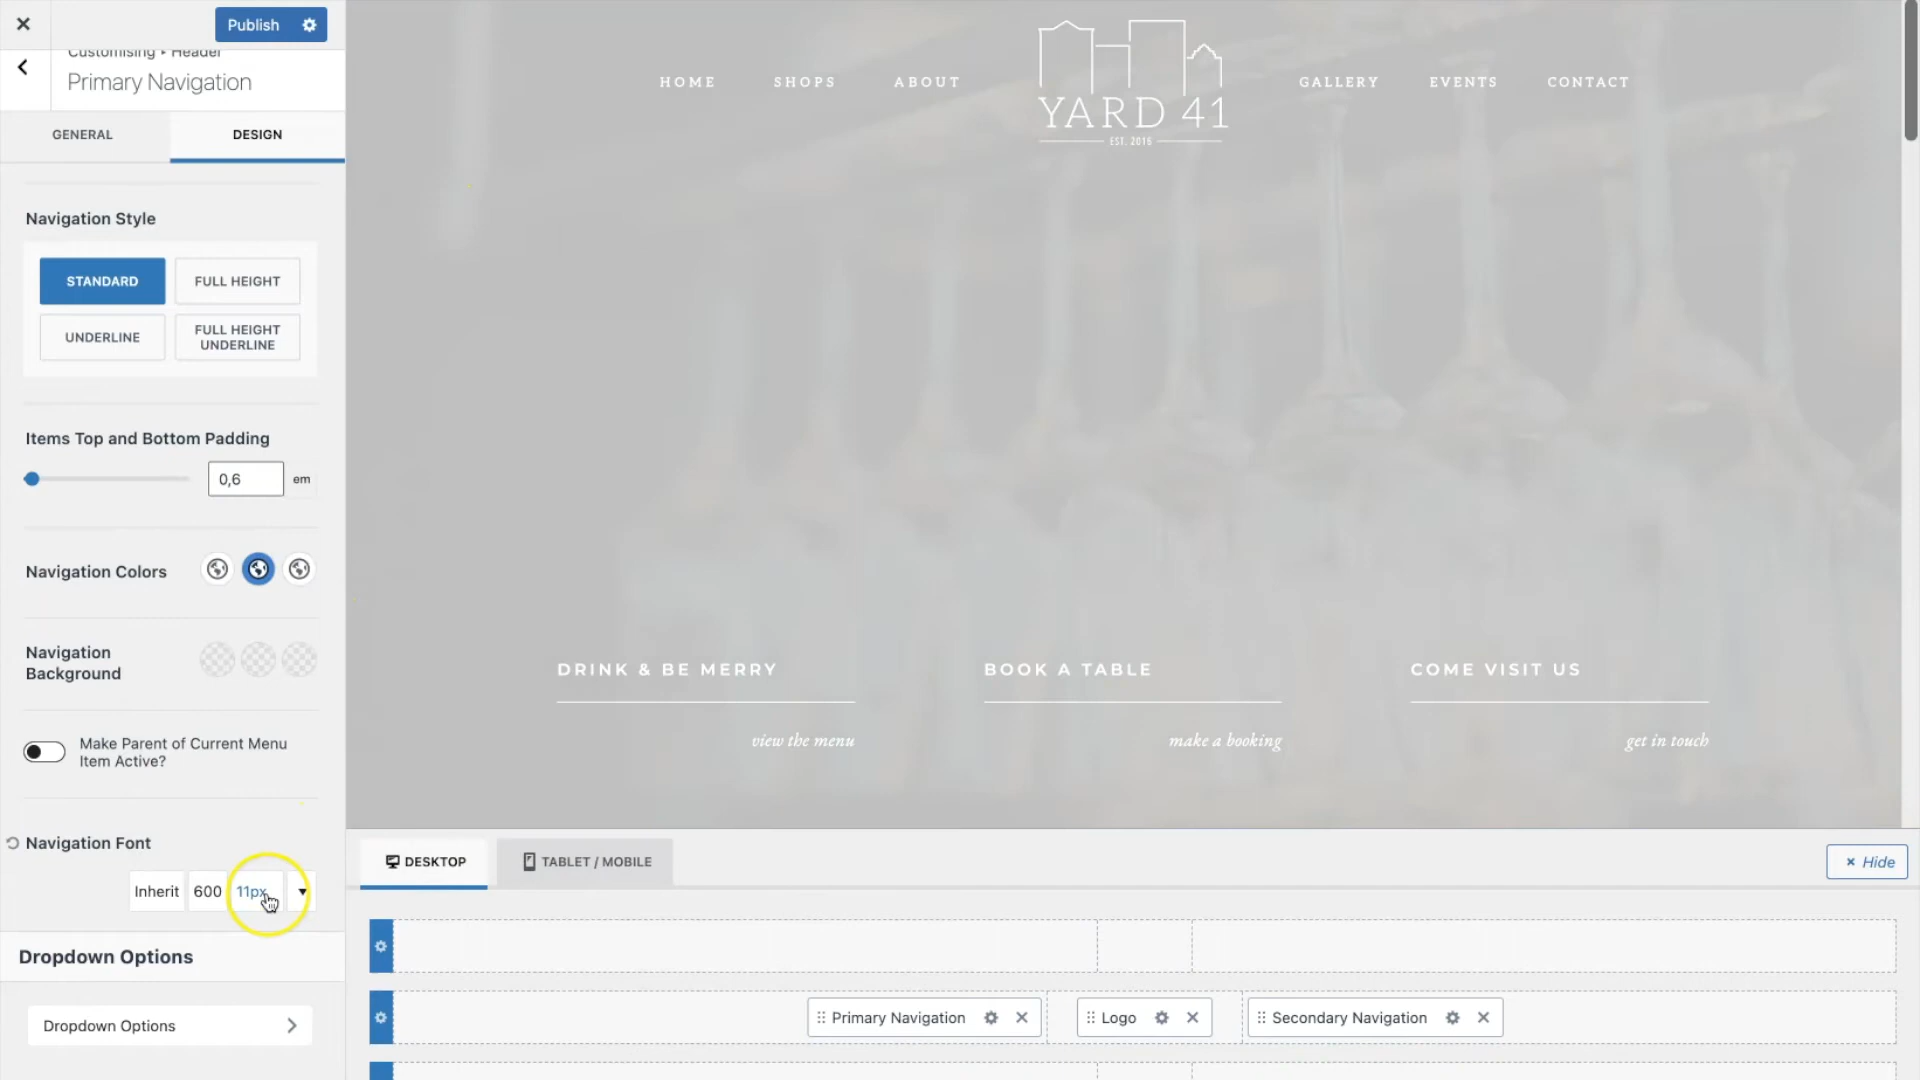 Publish
Customising ▸ Header
Primary Navigation
GENERAL
DESIGN
Navigation Style
STANDARD
FULL HEIGHT
UNDERLINE
FULL HEIGHT
UNDERLINE
Items Top and Bottom Padding
0,6
em
Navigation Colors
Navigation
Background
Make Parent of Current Menu
Item Active?
Navigation Font
Inherit
600
11px
Dropdown Options
Dropdown Options
HOME
SHOPS
ABOUT
YARD 41
EST. 2016
GALLERY
EVENTS
CONTACT
DRINK & BE MERRY
view the menu
BOOK A TABLE
make a booking
COME VISIT US
get in touch
DESKTOP
TABLET / MOBILE
× Hide
Primary Navigation
Logo
Secondary Navigation